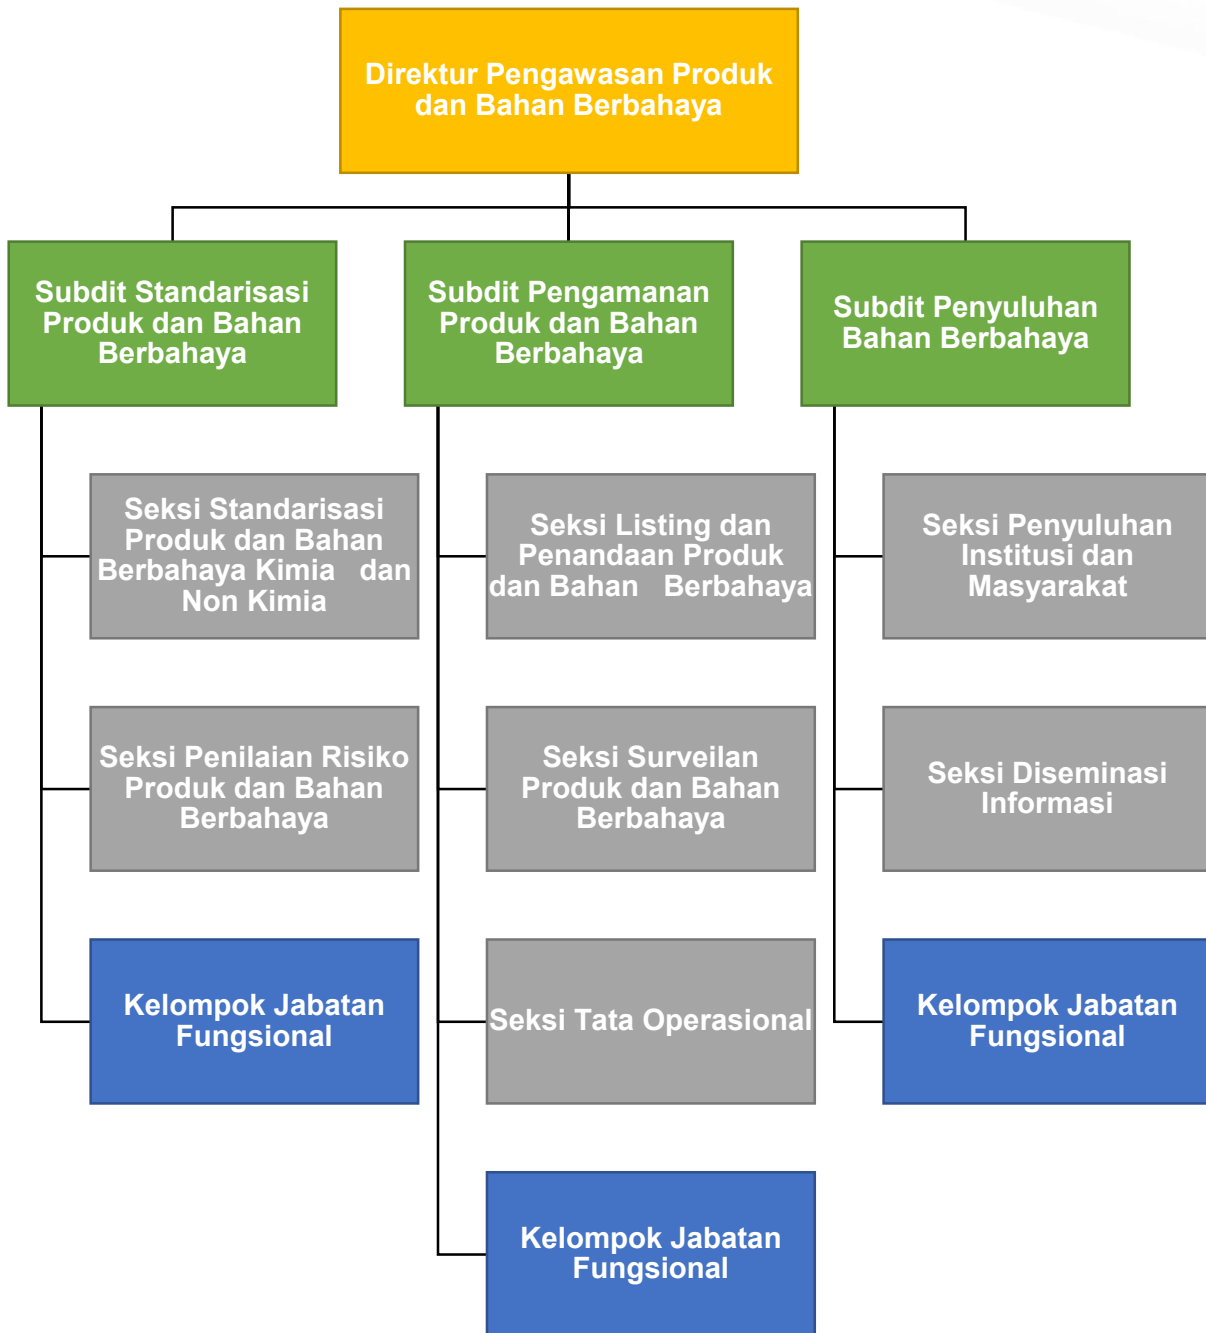 Direktur Pengawasan Produk
dan Bahan Berbahaya
Subdit Standarisasi
Produk dan Bahan
Berbahaya
Subdit Pengamanan
Produk dan Bahan
Berbahaya
Subdit Penyuluhan
Bahan Berbahaya
Seksi Standarisasi
Produk dan Bahan
Berbahaya Kimia dan
Non Kimia
Seksi Listing dan
Penandaan Produk
dan Bahan Berbahaya
Seksi Penyuluhan
Institusi dan
Masyarakat
Seksi Penilaian Risiko
Produk dan Bahan
Berbahaya
Seksi Surveilan
Produk dan Bahan
Berbahaya
Seksi Diseminasi
Informasi
Kelompok Jabatan
Fungsional
Seksi Tata Operasional
Kelompok Jabatan
Fungsional
Kelompok Jabatan
Fungsional